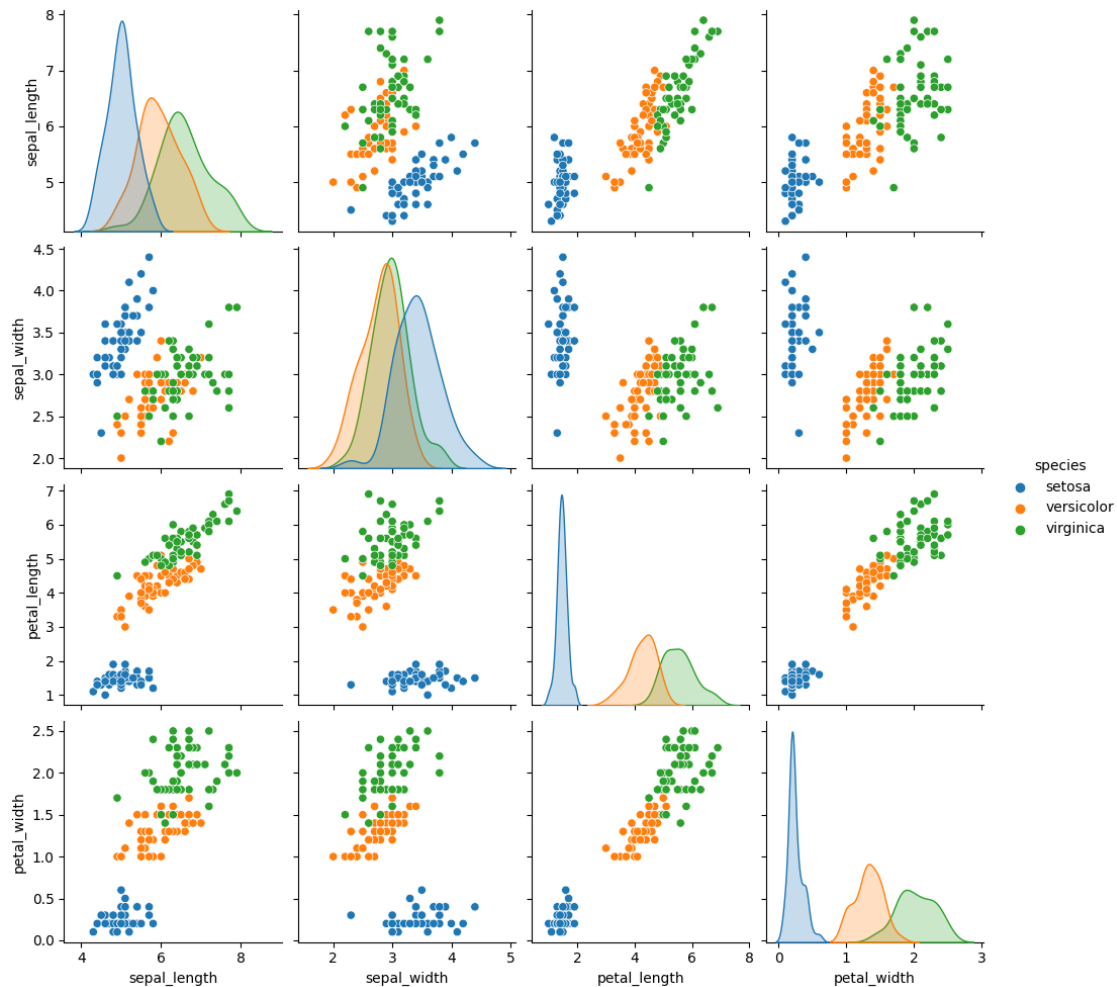 8
7
6
5
sepal_length
4.5
4.0
3.5
3.0
2.5
2.0
sepal_width
species
setosa
versicolor
virginica
7
6
5
4
3
2
1
petal_length
2.5
2.0
1.5
1.0
0.5
0.0
petal_width
4 6 8
2 3 4 5
0 2 4 6 8
0 1 2 3
sepal_length
sepal_width
petal_length
petal_width